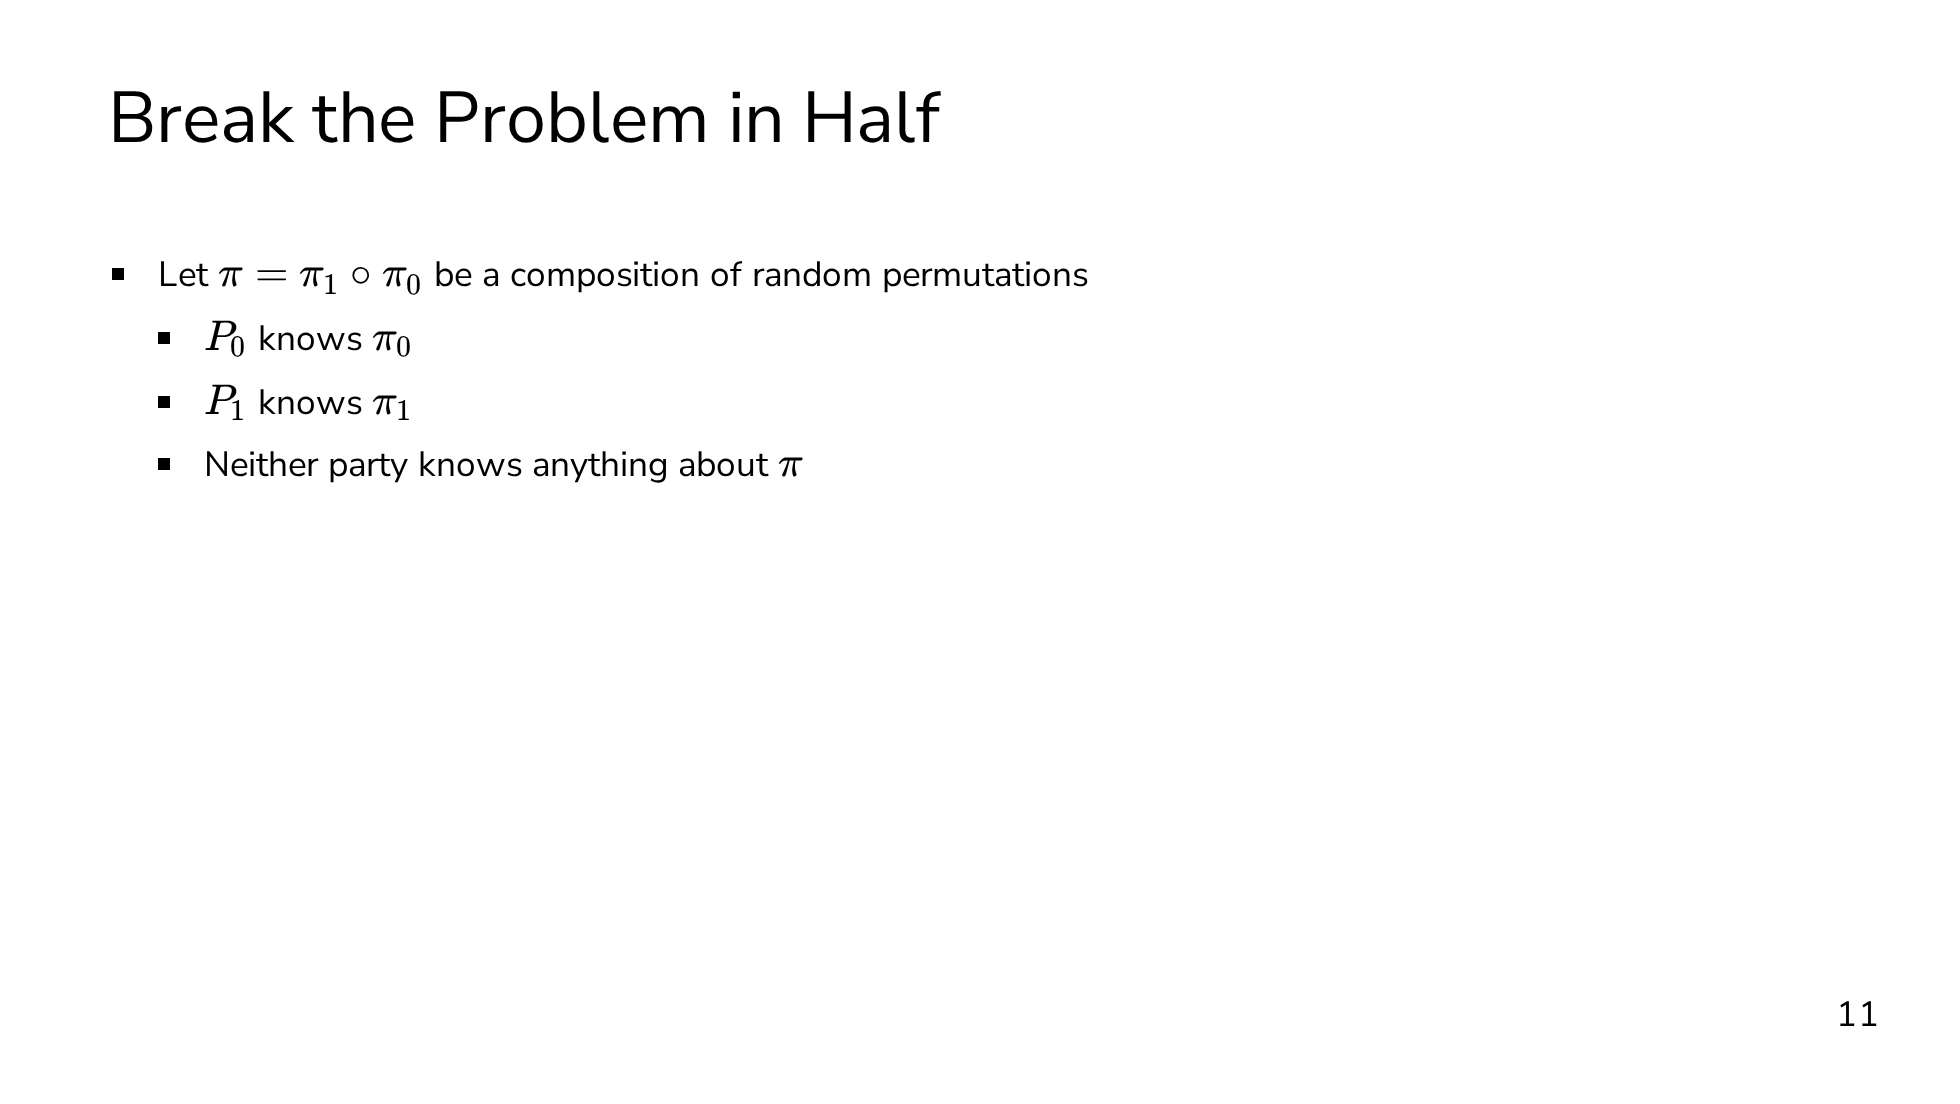 Break the Problem in Half
▪ Let π = π₁ ∘ π₀ be a composition of random permutations
▪ P₀ knows π₀
▪ P₁ knows π₁
▪ Neither party knows anything about π
11